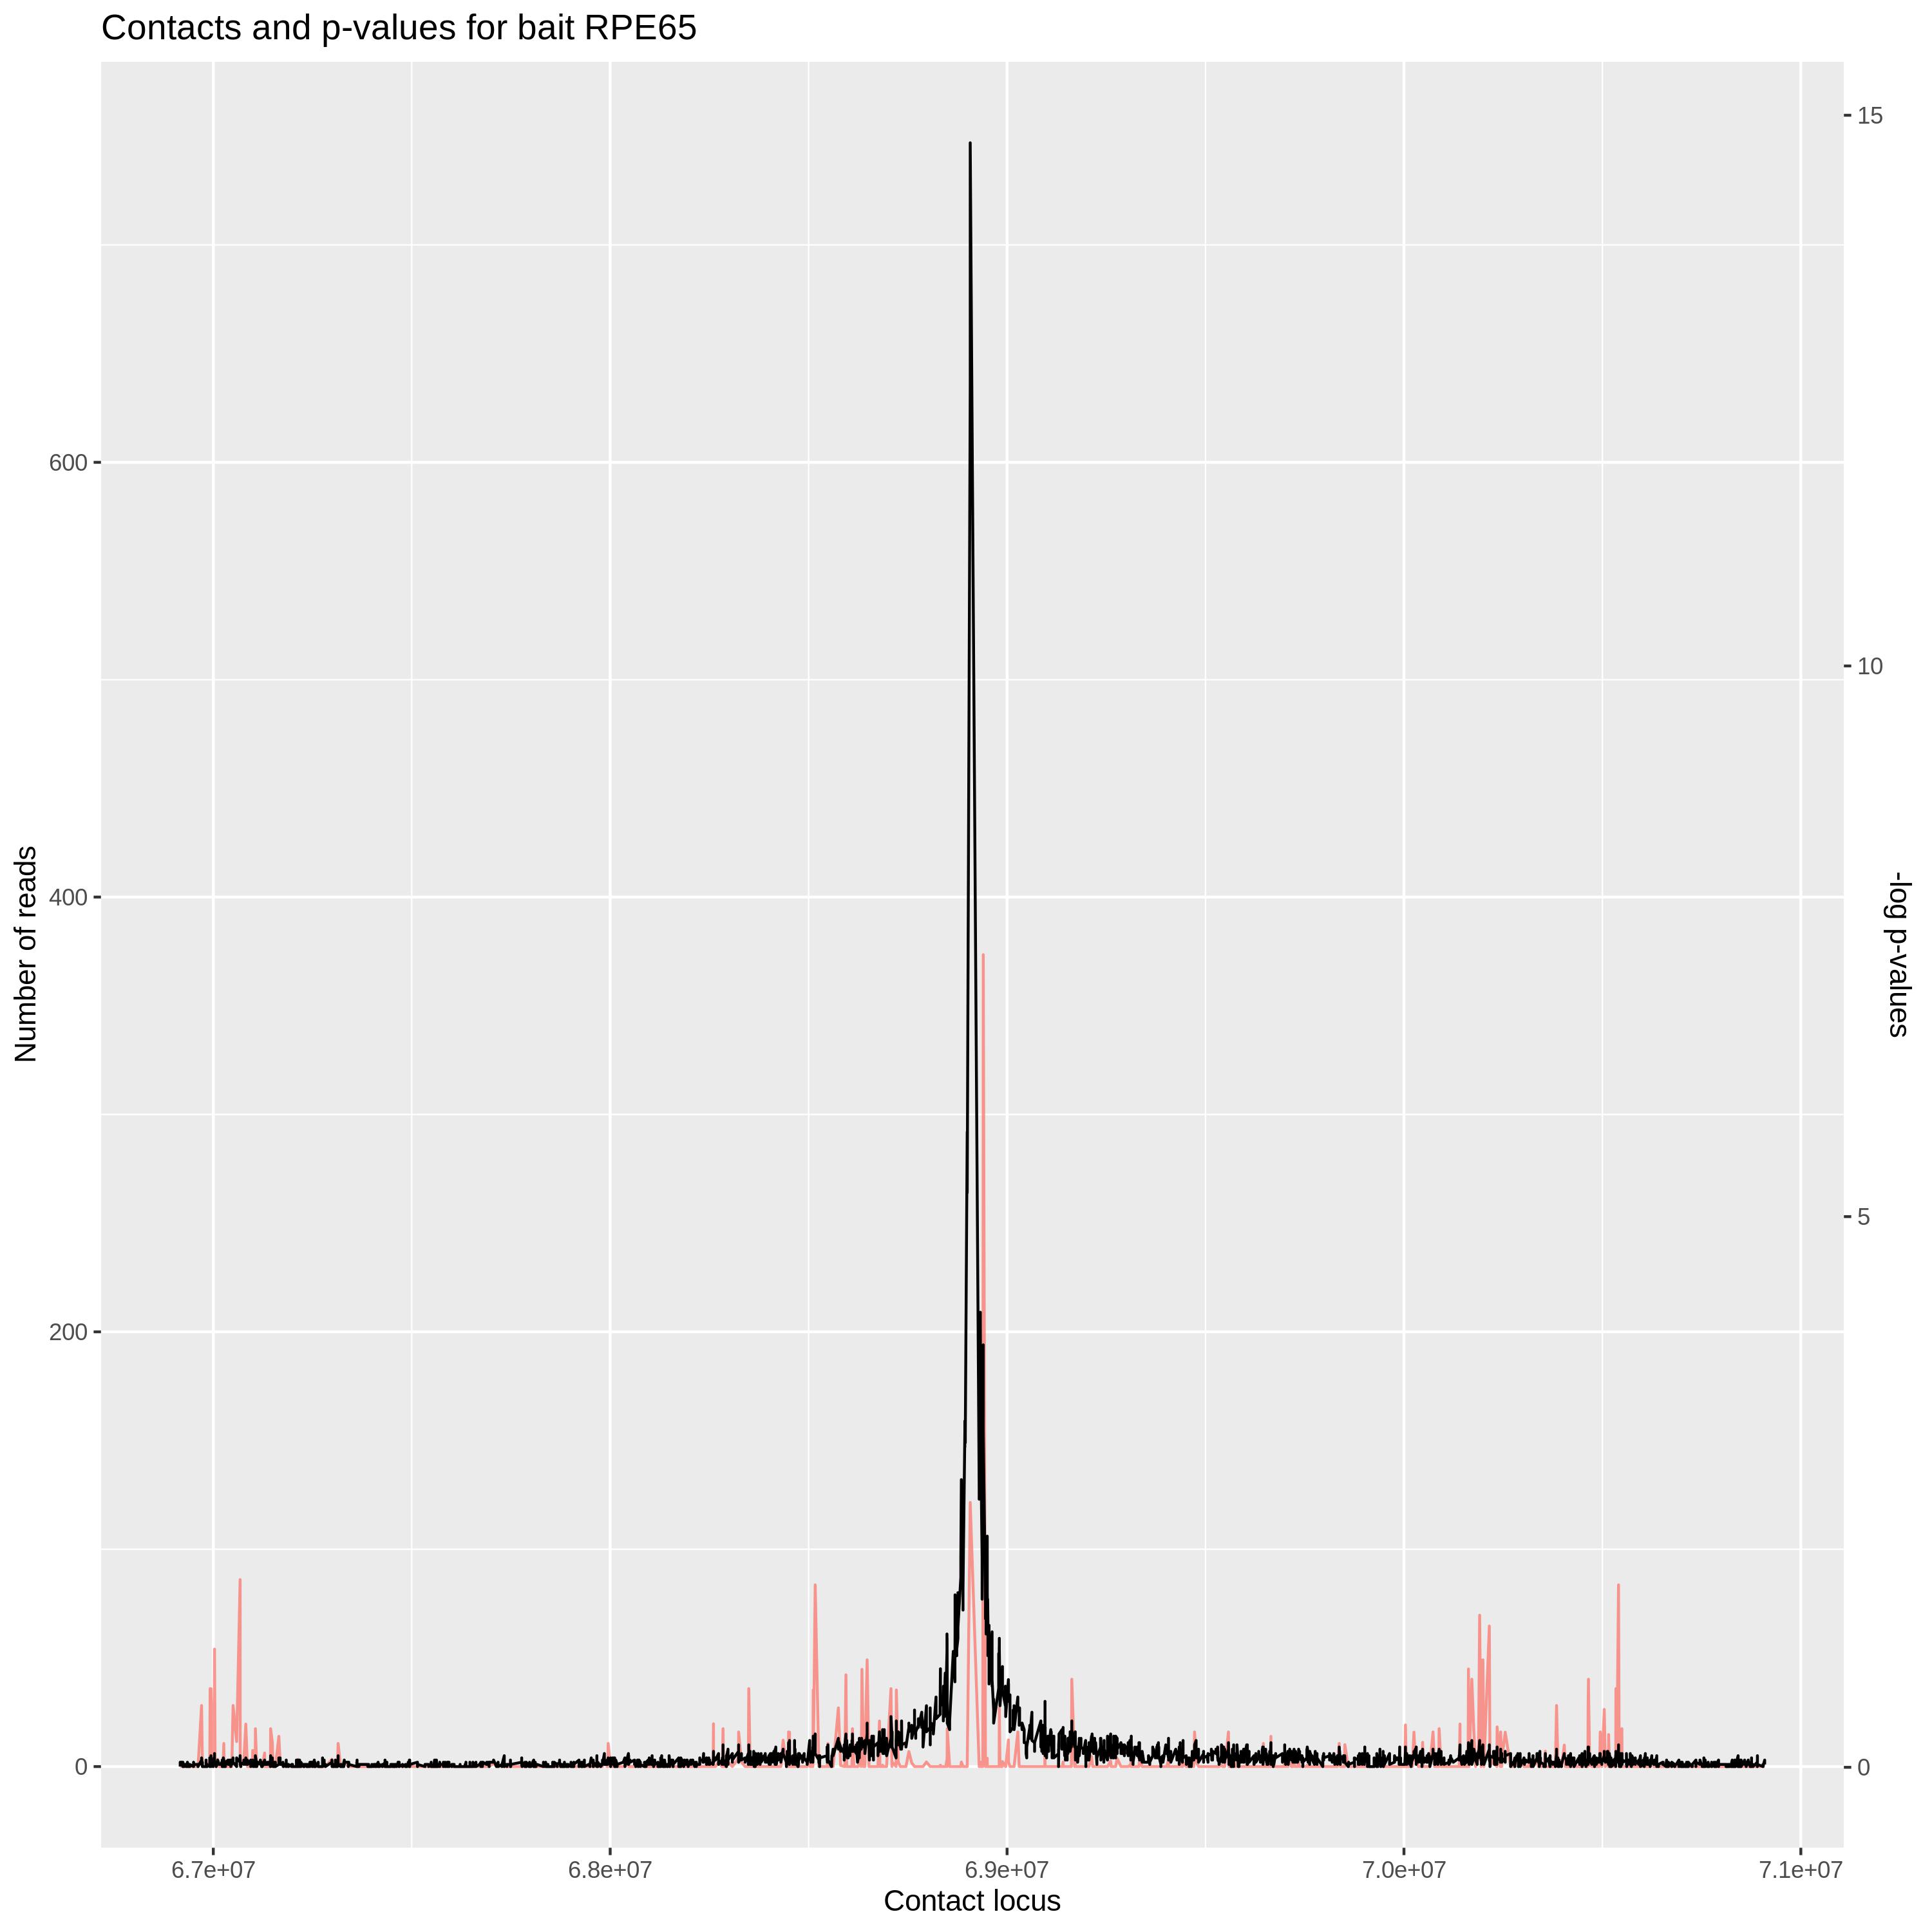 Contacts and p-values for bait RPE65
15
600
10
Number of reads
400
-log p-values
5
200
0
0
6.7e+07
6.8e+07
6.9e+07
7.0e+07
7.1e+07
Contact locus